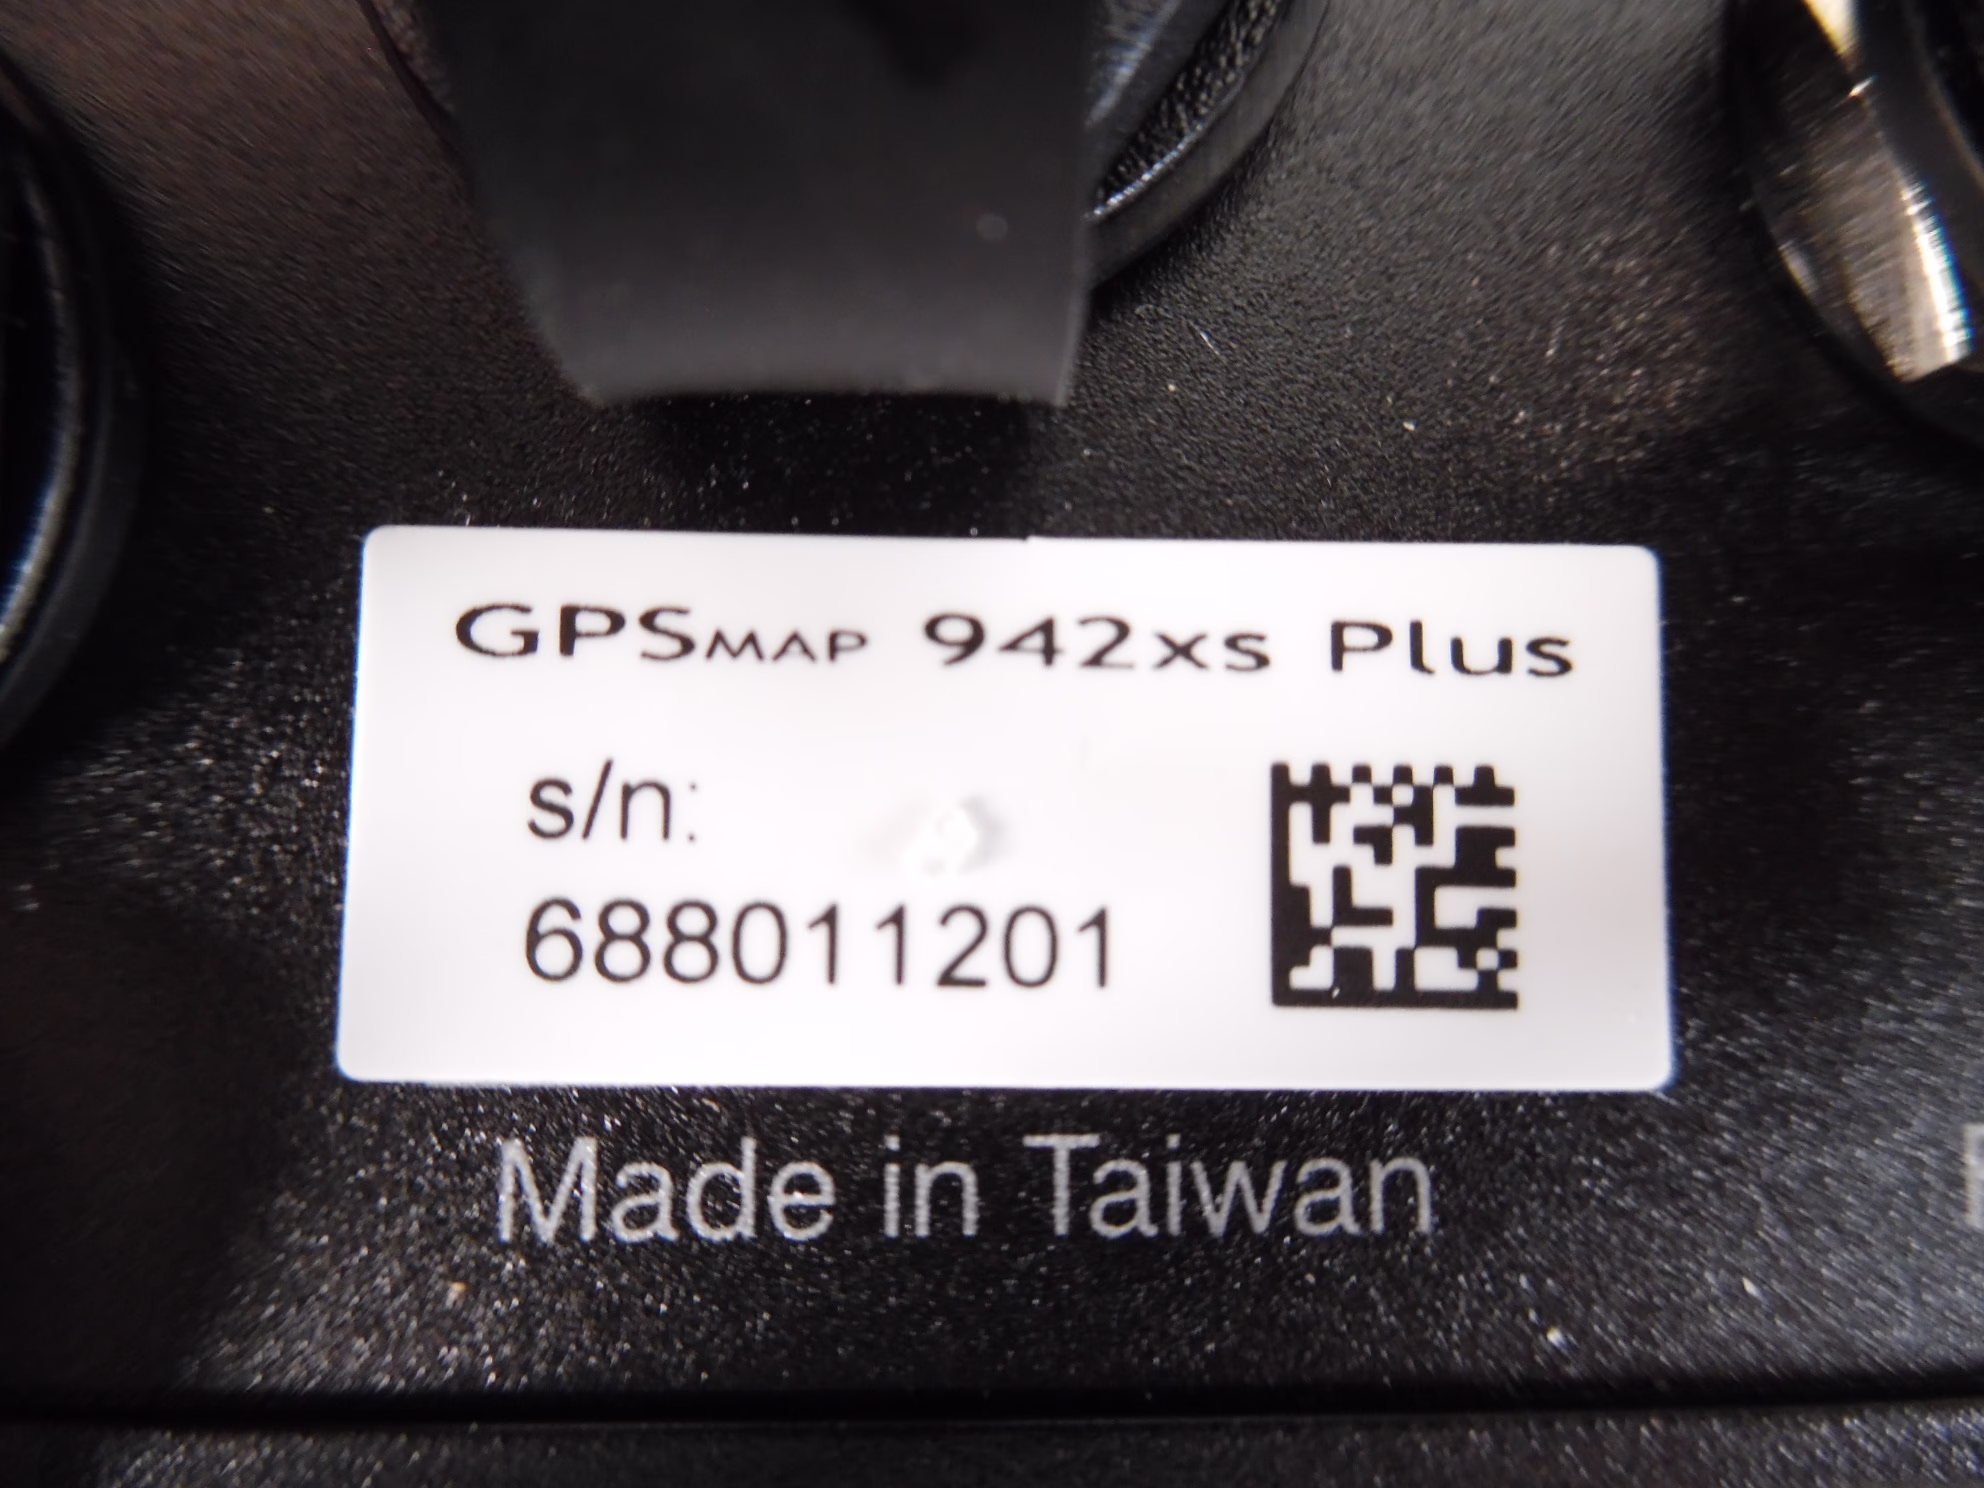 GPSMAP 942xs Plus
s/n:
688011201
Made in Taiwan